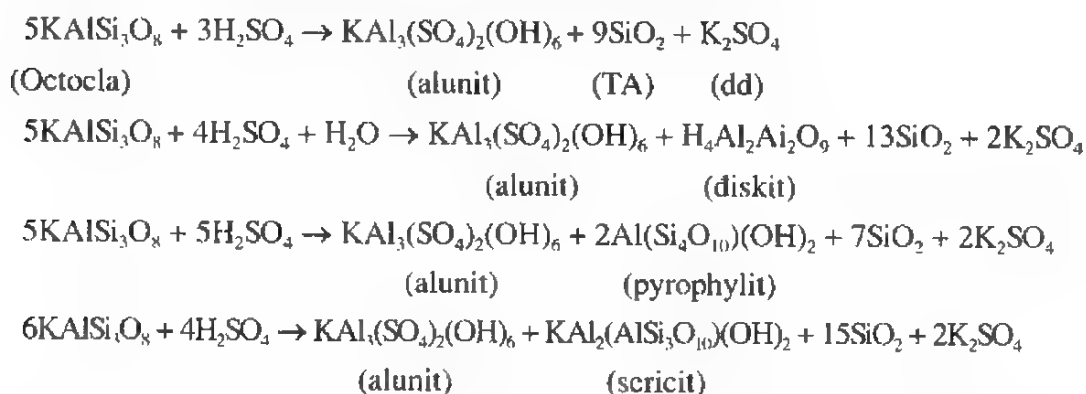 5KAlSi₃O₈ + 3H₂SO₄ → KAl₃(SO₄)₂(OH)₆ + 9SiO₂ + K₂SO₄
(Octocla) (alunit) (TA) (dd)
5KAlSi₃O₈ + 4H₂SO₄ + H₂O → KAl₃(SO₄)₂(OH)₆ + H₄Al₂Ai₂O₉ + 13SiO₂ + 2K₂SO₄
(alunit) (điskit)
5KAlSi₃O₈ + 5H₂SO₄ → KAl₃(SO₄)₂(OH)₆ + 2Al(Si₄O₁₀)(OH)₂ + 7SiO₂ + 2K₂SO₄
(alunit) (pyrophylit)
6KAlSi₃O₈ + 4H₂SO₄ → KAl₃(SO₄)₂(OH)₆ + KAl₂(AlSi₃O₁₀)(OH)₂ + 15SiO₂ + 2K₂SO₄
(alunit) (sericit)